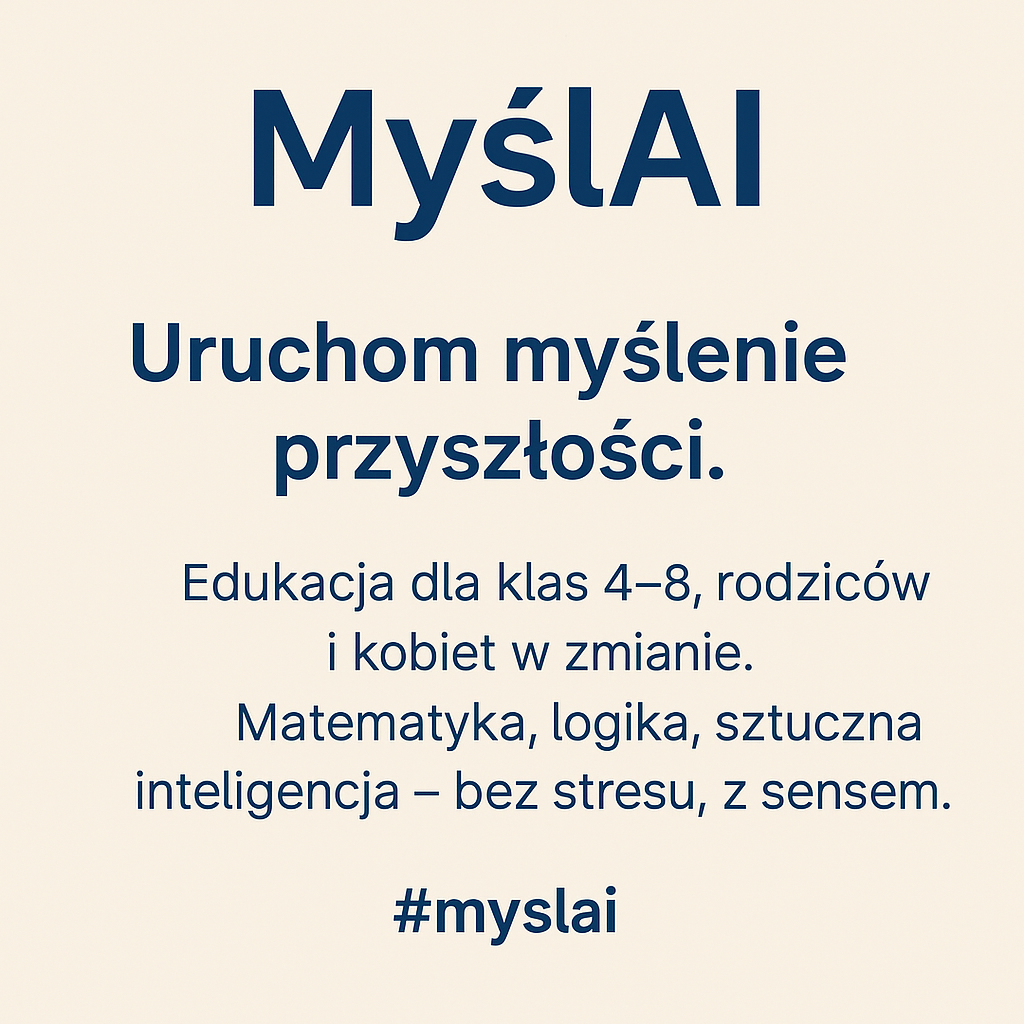 MyślAI
Uruchom myślenie
przyszłości.
Edukacja dla klas 4–8, rodziców
i kobiet w zmianie.
Matematyka, logika, sztuczna
inteligencja – bez stresu, z sensem.
#myslai